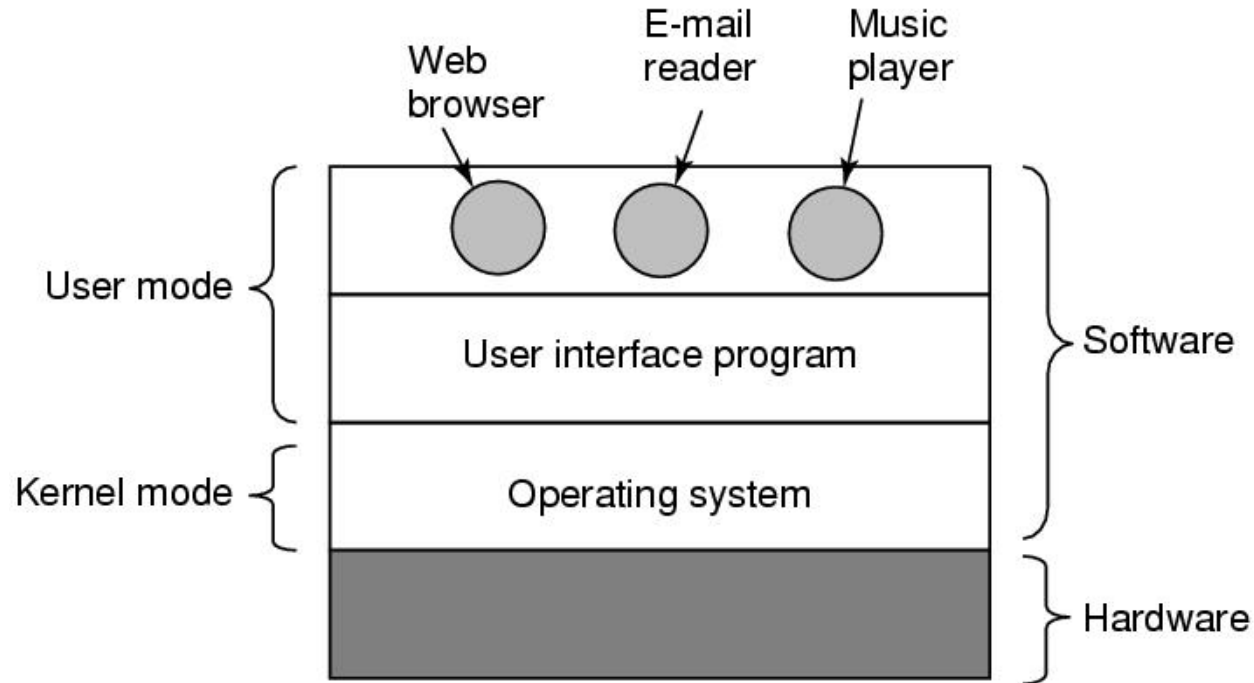 Web
browser
E-mail
reader
Music
player
User mode
User interface program
Software
Kernel mode
Operating system
Hardware